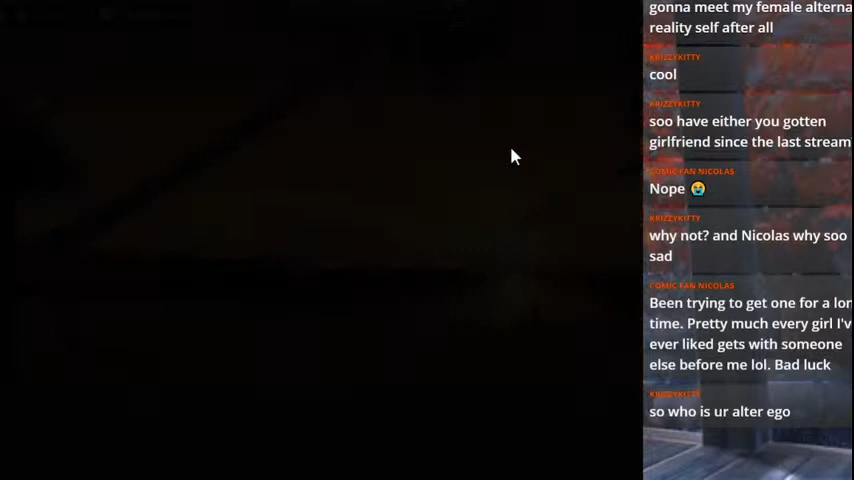 gonna meet my female alterna
reality self after all
KRIZZYKITTY
cool
KRIZZYKITTY
soo have either you gotten
girlfriend since the last stream
COMIC FAN NICOLAS
Nope 😭
KRIZZYKITTY
why not? and Nicolas why soo
sad
COMIC FAN NICOLAS
Been trying to get one for a lon
time. Pretty much every girl I'v
ever liked gets with someone
else before me lol. Bad luck
KRIZZYKITTY
so who is ur alter ego